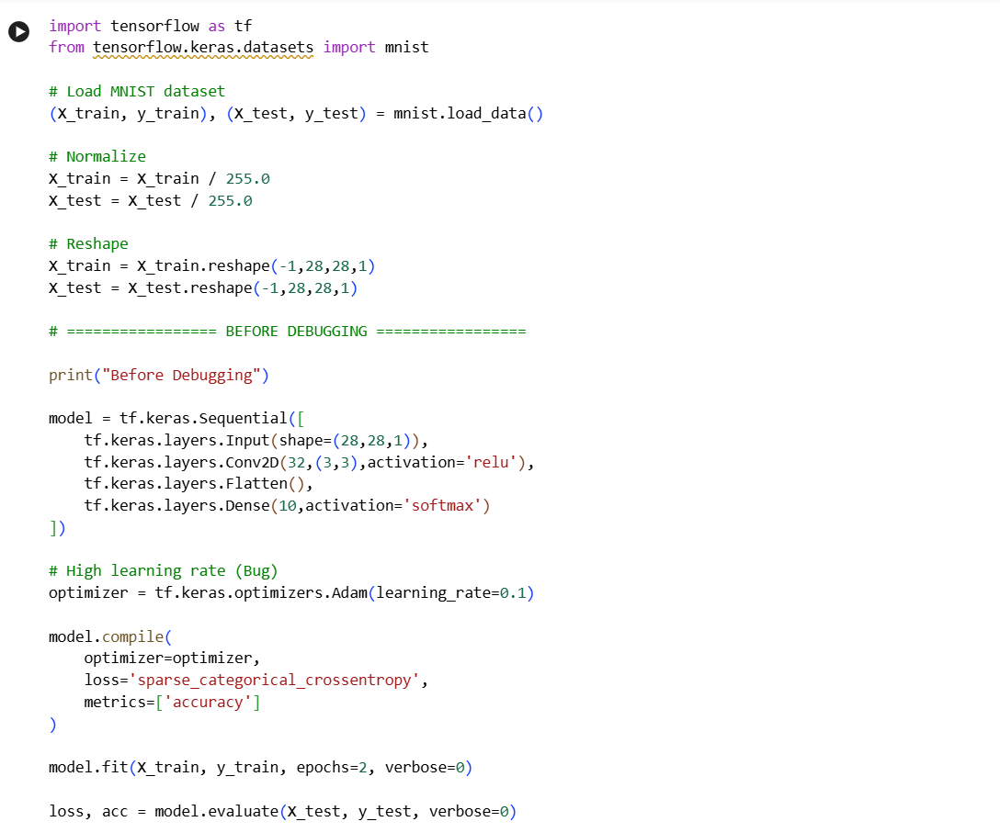 import tensorflow as tf
from tensorflow.keras.datasets import mnist
# Load MNIST dataset
(X_train, y_train), (X_test, y_test) = mnist.load_data()
# Normalize
X_train = X_train / 255.0
X_test = X_test / 255.0
# Reshape
X_train = X_train.reshape(-1,28,28,1)
X_test = X_test.reshape(-1,28,28,1)
# ================= BEFORE DEBUGGING =================
print("Before Debugging")
model = tf.keras.Sequential([
    tf.keras.layers.Input(shape=(28,28,1)),
    tf.keras.layers.Conv2D(32,(3,3),activation='relu'),
    tf.keras.layers.Flatten(),
    tf.keras.layers.Dense(10,activation='softmax')
])
# High learning rate (Bug)
optimizer = tf.keras.optimizers.Adam(learning_rate=0.1)
model.compile(
    optimizer=optimizer,
    loss='sparse_categorical_crossentropy',
    metrics=['accuracy']
)
model.fit(X_train, y_train, epochs=2, verbose=0)
loss, acc = model.evaluate(X_test, y_test, verbose=0)